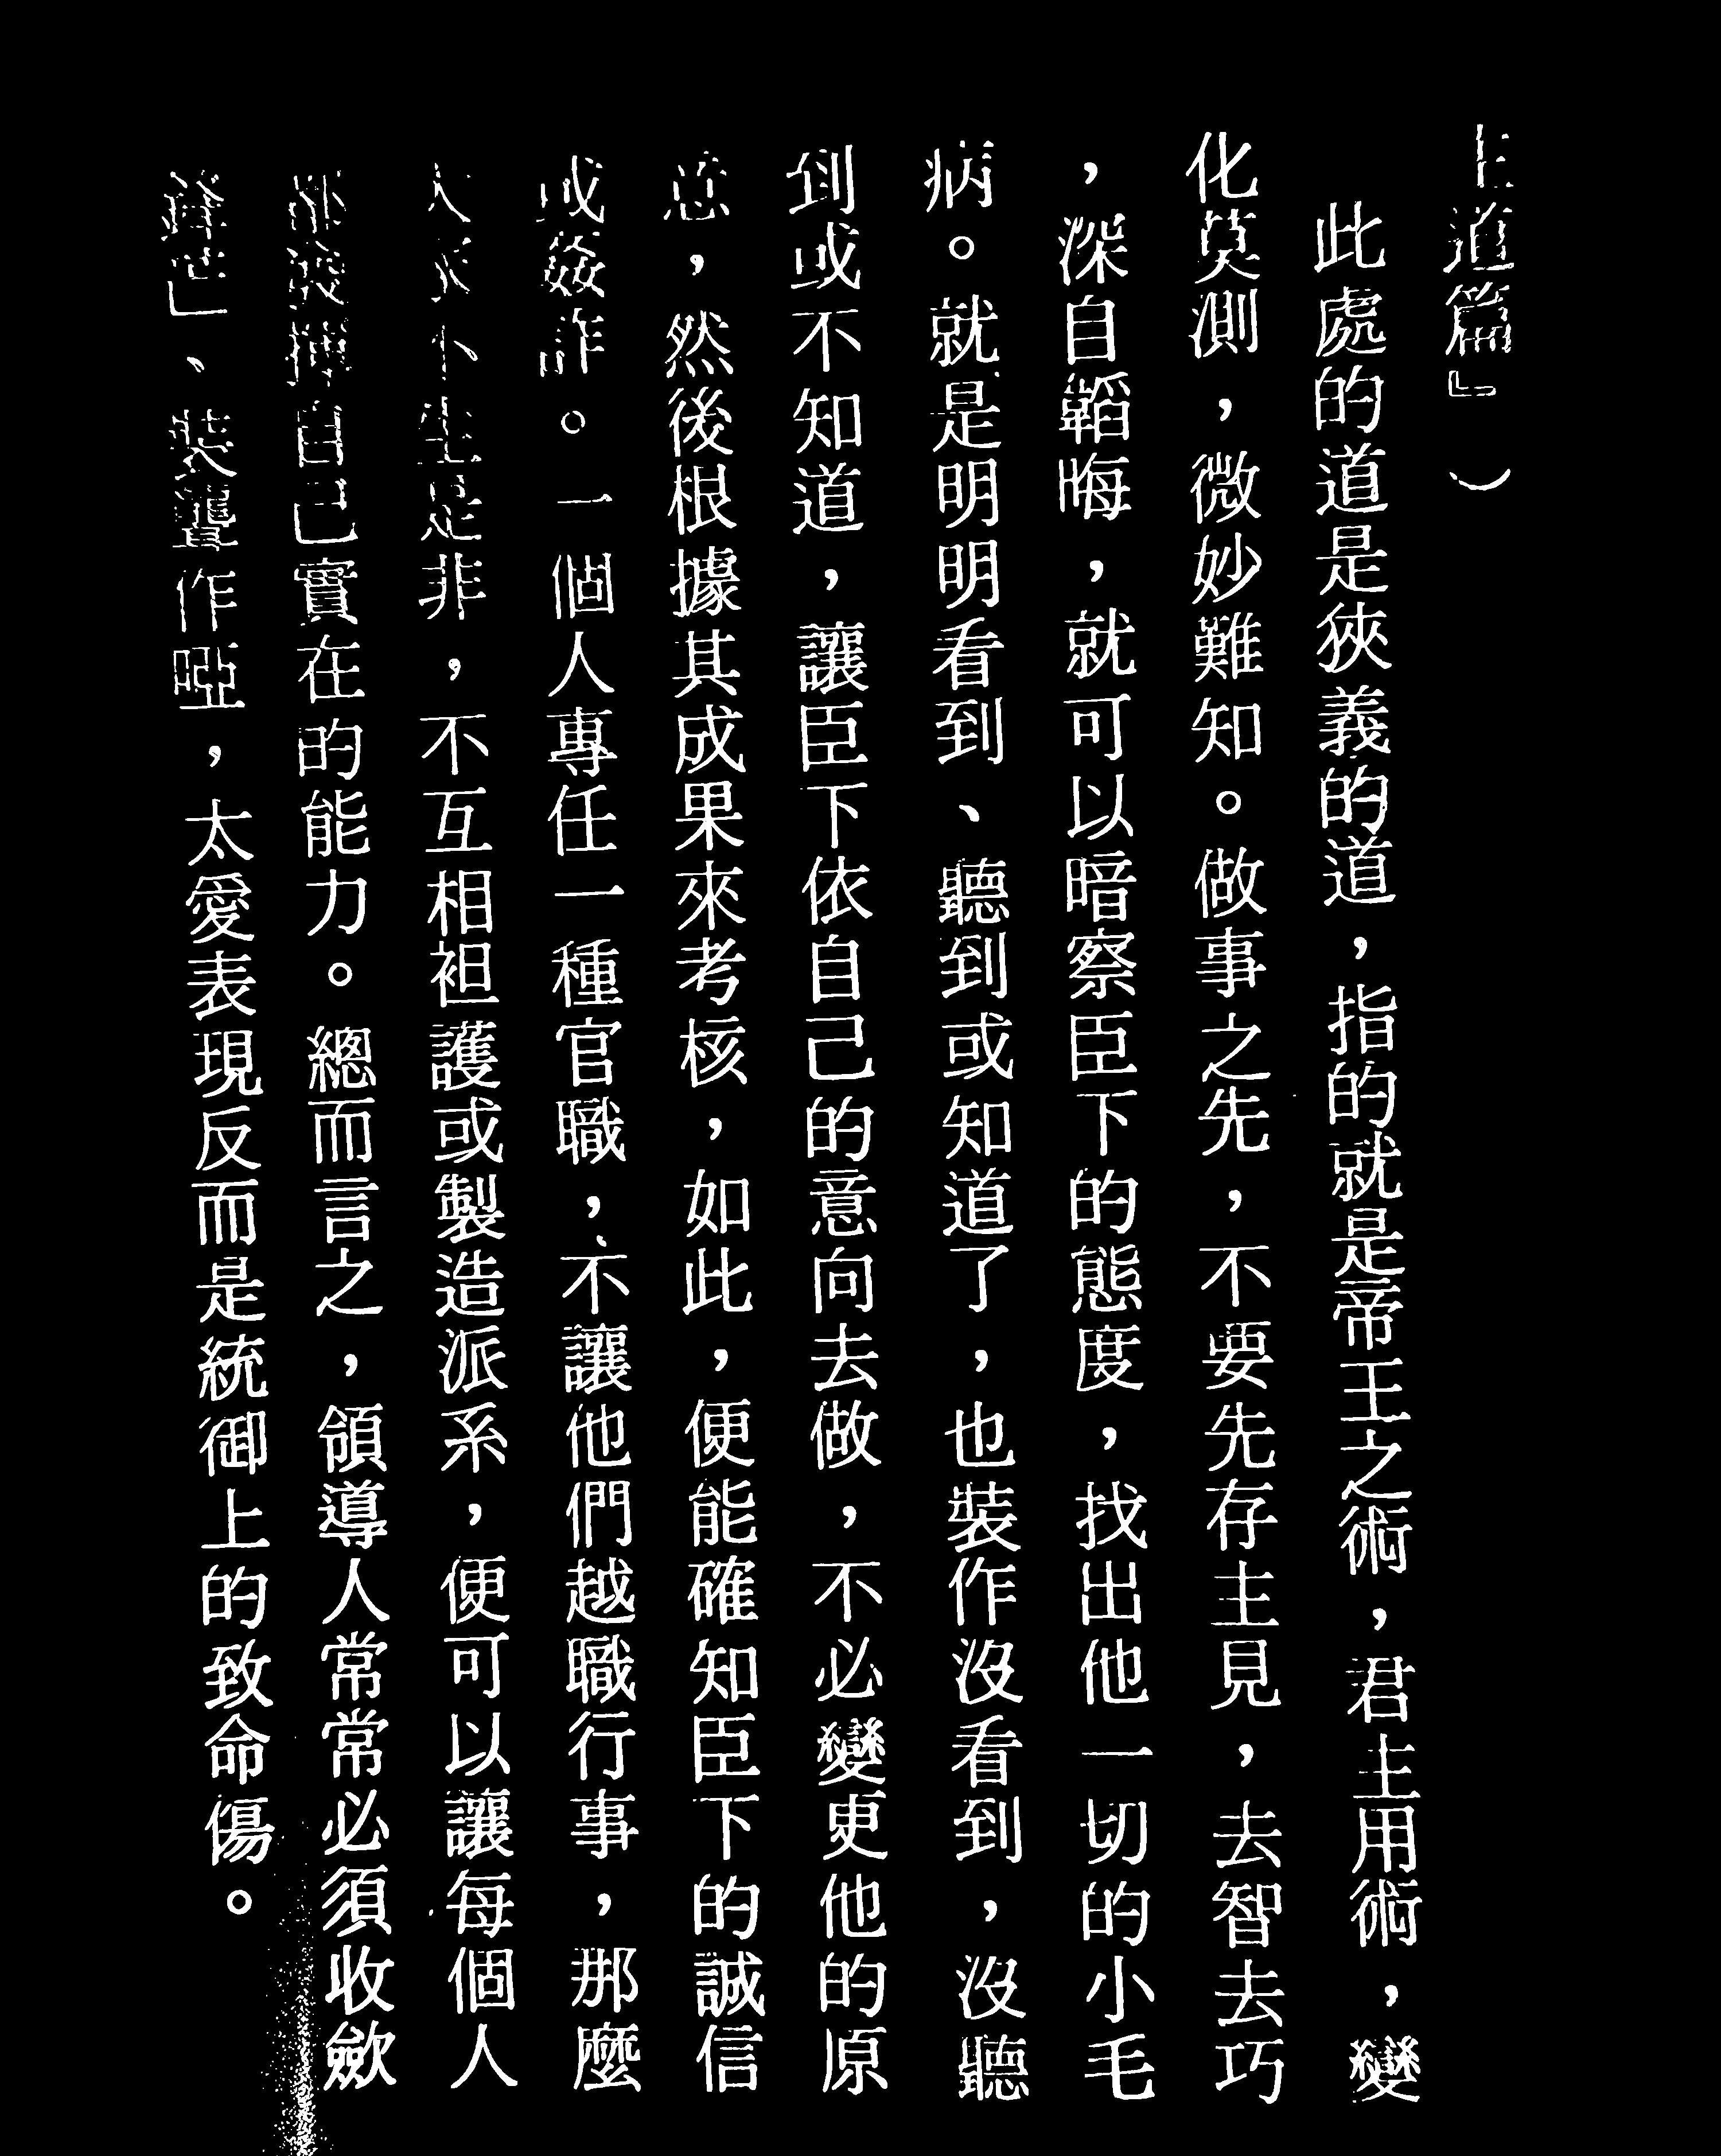 主道篇』）
此處的道是狹義的道，指的就是帝王之術，君主用術，變
化莫測，微妙難知。做事之先，不要先存主見，去智去巧
，深自韜晦，就可以暗察臣下的態度，找出他一切的小毛
病。就是明明看到、聽到或知道了，也裝作沒看到，沒聽
到或不知道，讓臣下依自己的意向去做，不必變更他的原
意，然後根據其成果來考核，如此，便能確知臣下的誠信
或姦詐。一個人專任一種官職，不讓他們越職行事，那麼
人人不生是非，不互相袒護或製造派系，便可以讓每個人
都發揮自己實在的能力。總而言之，領導人常常必須收歛
鋒芒」、裝聾作啞，太愛表現反而是統御上的致命傷。